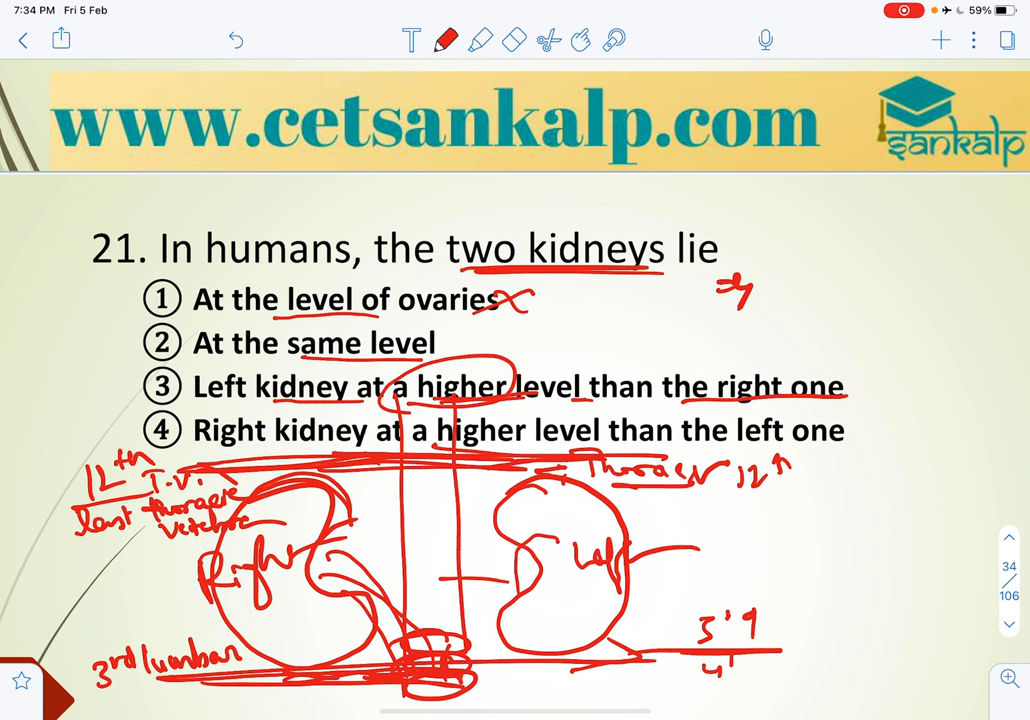 7:34 PM Fri 5 Feb
59%
www.cetsankalp.com
sankalp
21. In humans, the two kidneys lie
① At the level of ovaries
② At the same level
③ Left kidney at a higher level than the right one
④ Right kidney at a higher level than the left one
12th
T.V.
last thoracic
vertebrae
12
Right
Left
3rd lumbar
34
106